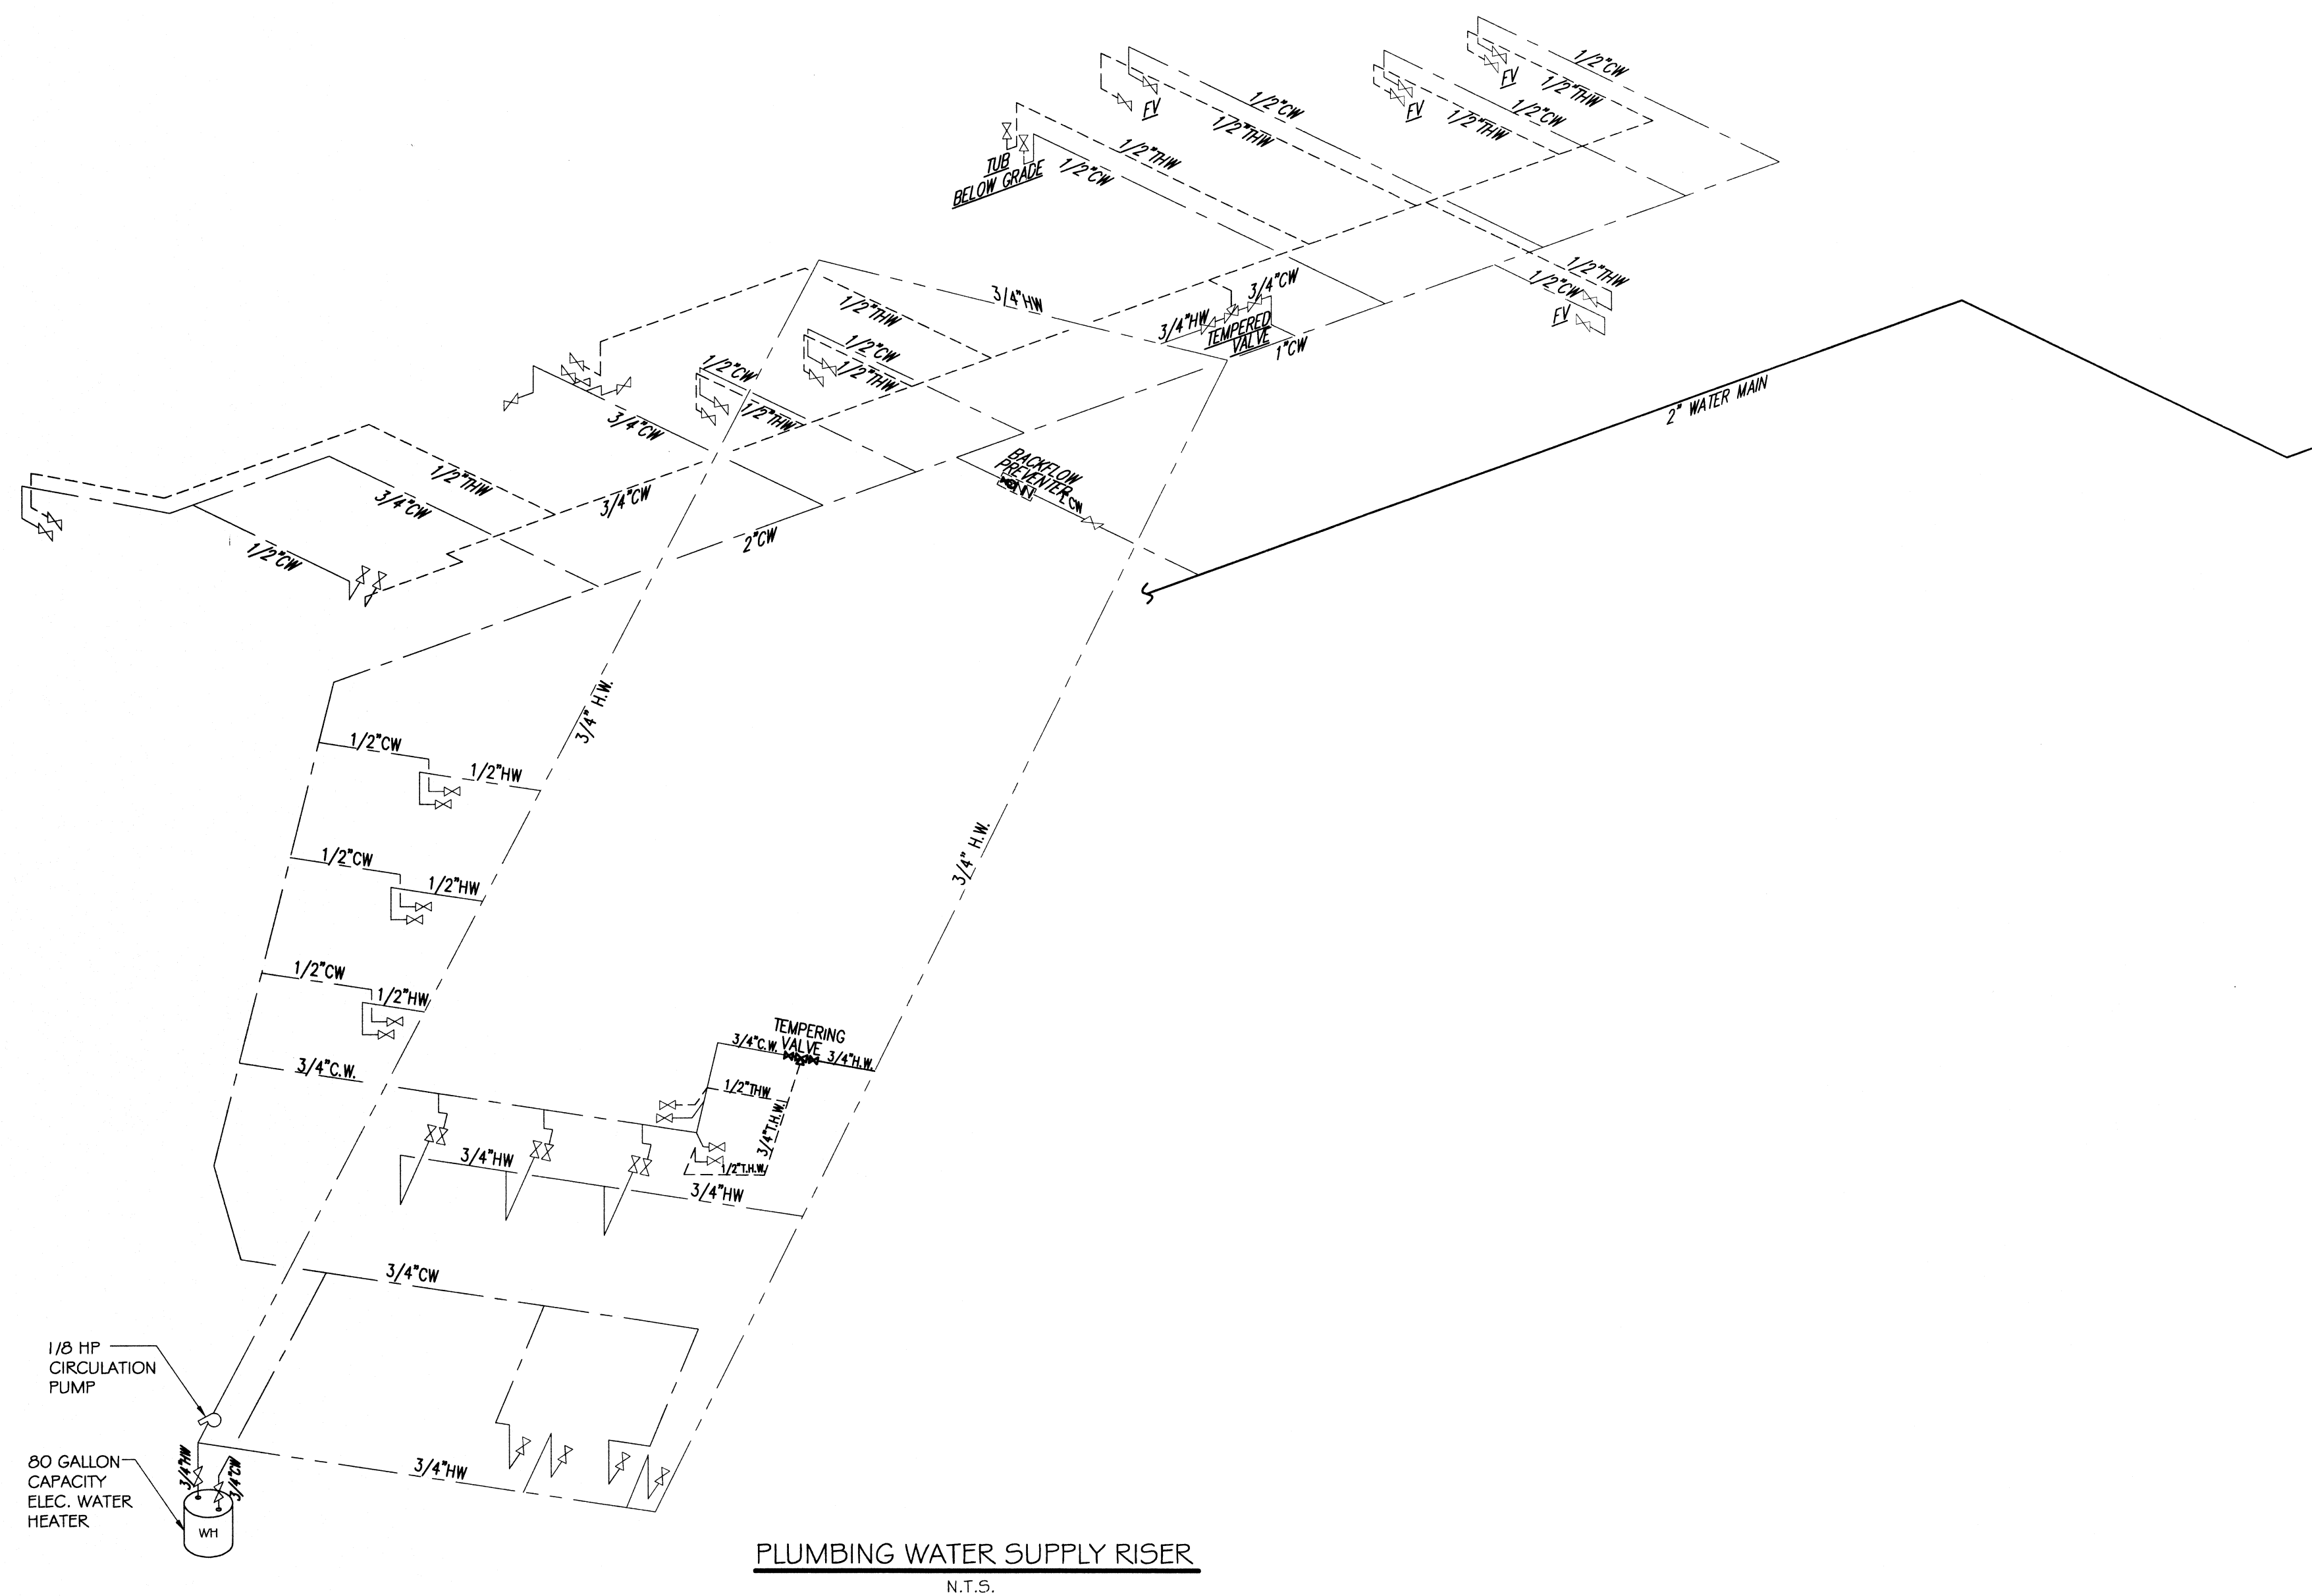 1/2"CW
FV
1/2"THW
1/2"CW
FV
1/2"THW
1/2"CW
FV
1/2"THW
1/2"THW
TUB
BELOW GRADE
1/2"CW
1/2"THW
1/2"CW
FV
3/4"HW
3/4"CW
3/4"HW
TEMPERED
VALVE
1"CW
1/2"THW
1/2"CW
1/2"THW
1/2"CW
1/2"THW
3/4"CW
2" WATER MAIN
BACKFLOW
PREVENTER
CW
1/2"THW
3/4"CW
3/4"CW
2"CW
1/2"CW
3/4" H.W.
1/2"CW
1/2"HW
3/4" H.W.
1/2"CW
1/2"HW
1/2"CW
1/2"HW
TEMPERING
VALVE
3/4"C.W.
3/4"H.W.
3/4"C.W.
1/2"THW
3/4"T.H.W.
1/2"T.H.W.
3/4"HW
3/4"HW
3/4"CW
1/8 HP
CIRCULATION
PUMP
3/4"HW
3/4"CW
3/4"HW
80 GALLON
CAPACITY
ELEC. WATER
HEATER
WH
PLUMBING WATER SUPPLY RISER
N.T.S.